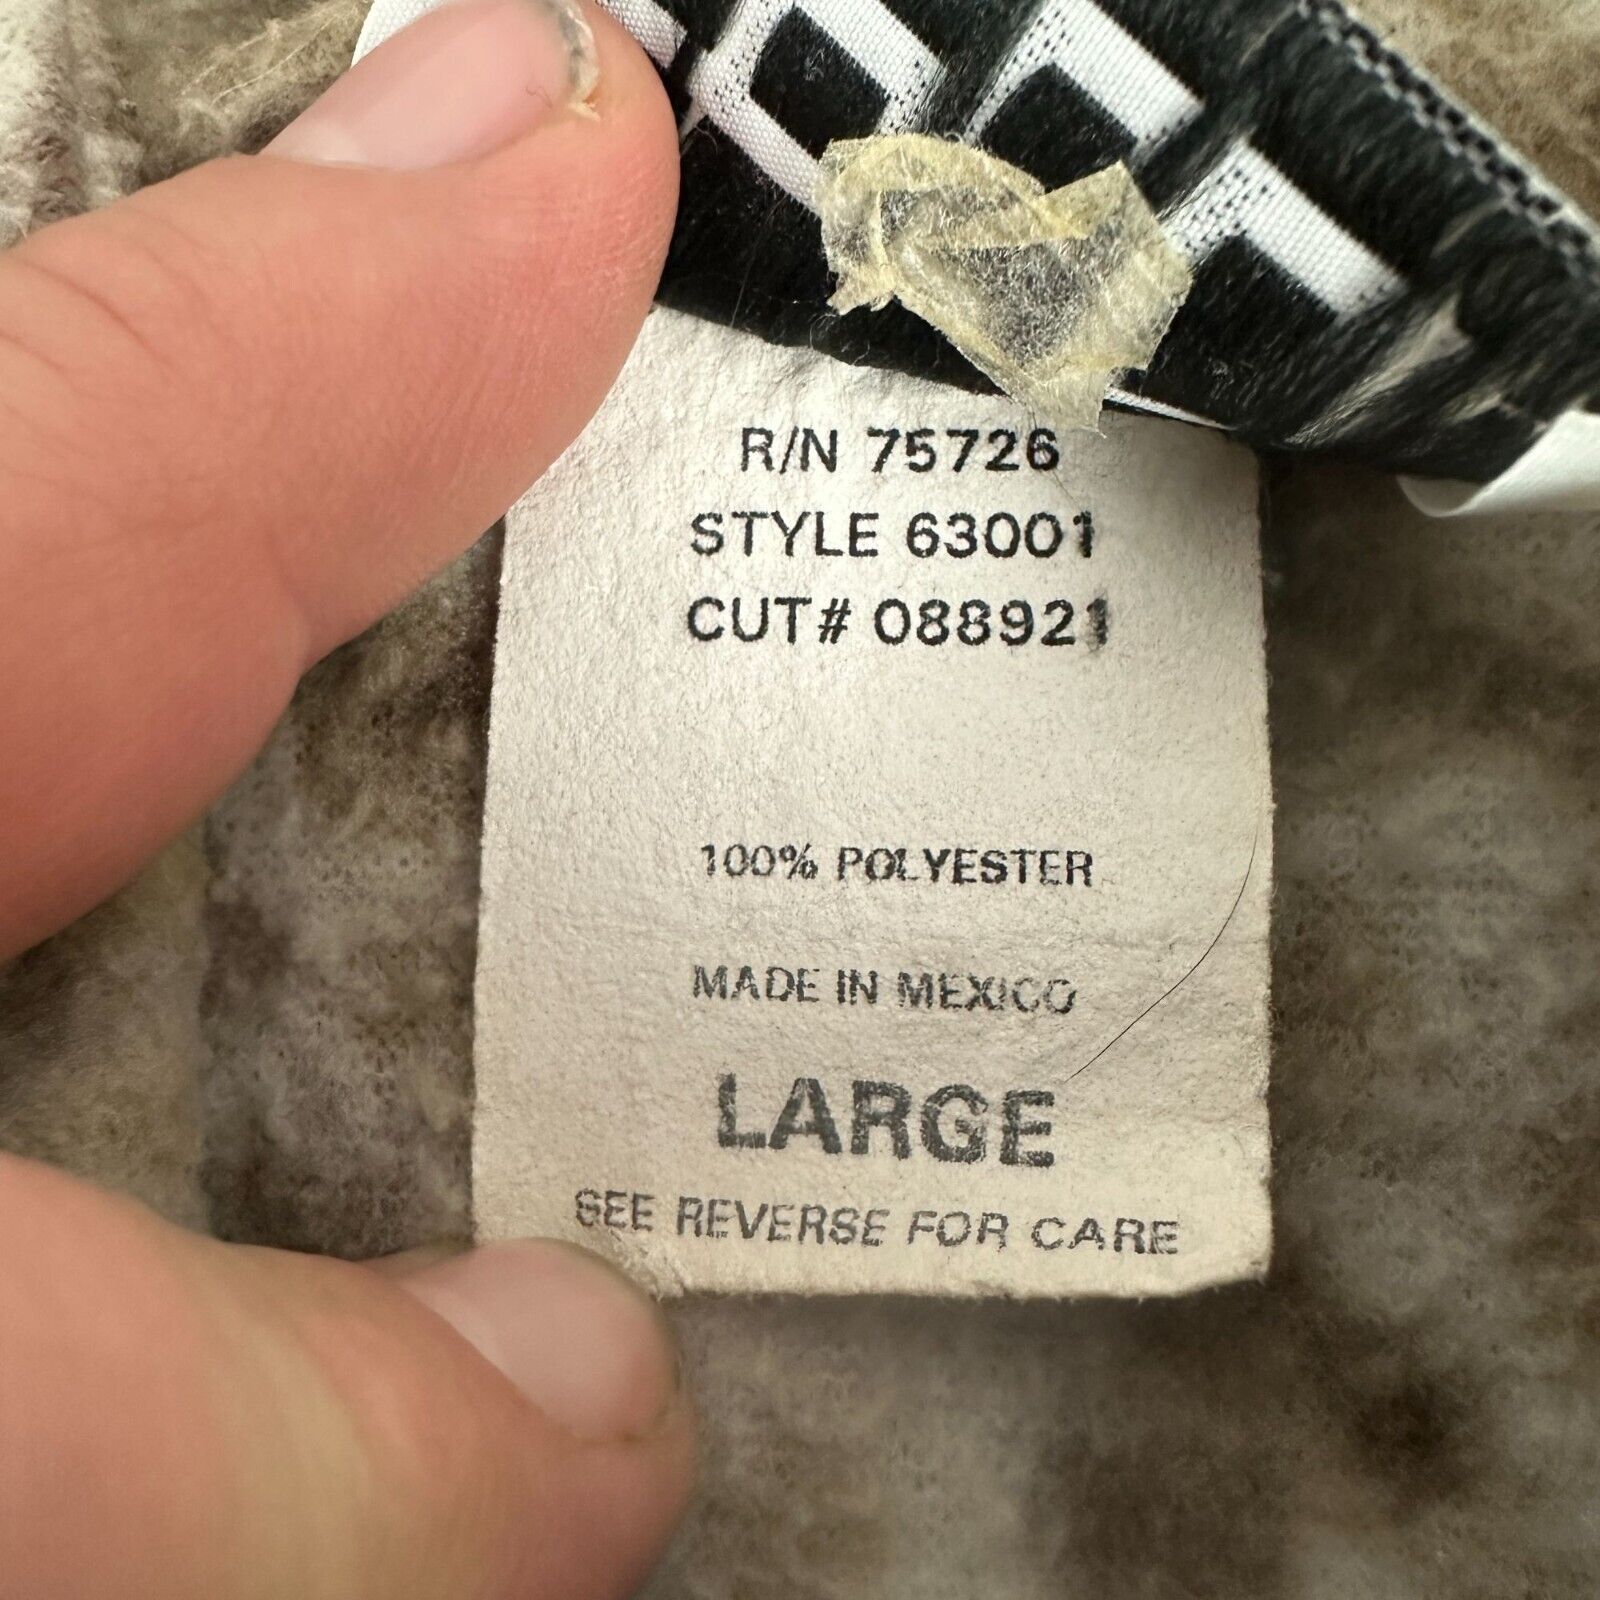 R/N 75726
STYLE 63001
CUT# 088921
100% POLYESTER
MADE IN MEXICO
LARGE
SEE REVERSE FOR CARE